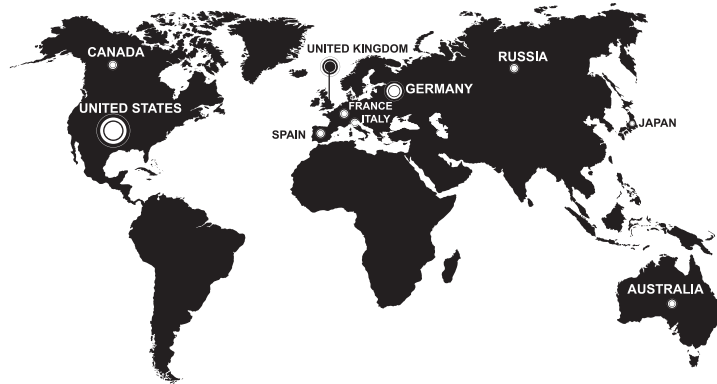 CANADA
UNITED KINGDOM
RUSSIA
UNITED STATES
GERMANY
FRANCE
ITALY
SPAIN
JAPAN
AUSTRALIA